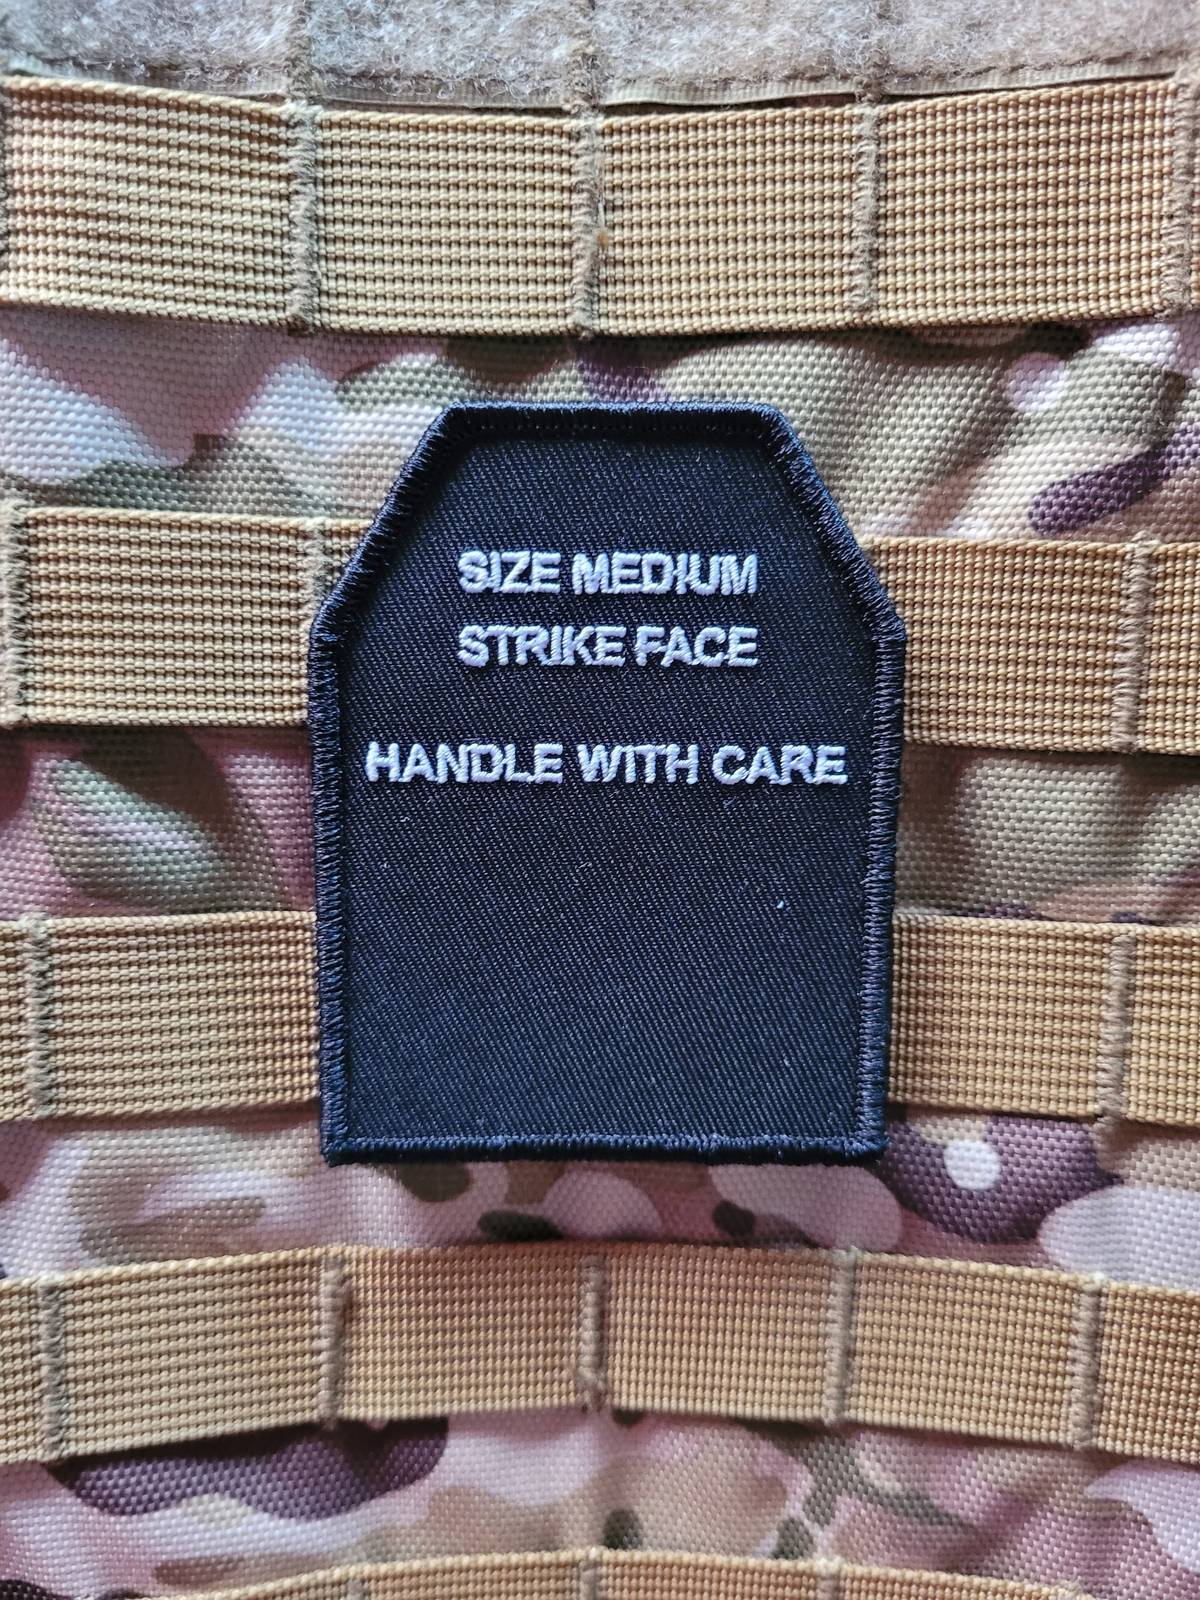 SIZE MEDIUM
STRIKE FACE
HANDLE WITH CARE